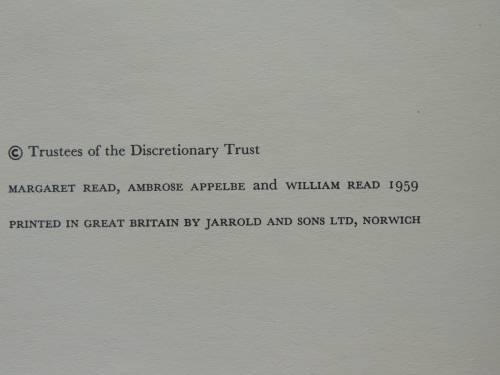 © Trustees of the Discretionary Trust
MARGARET READ, AMBROSE APPELBE and WILLIAM READ 1959
PRINTED IN GREAT BRITAIN BY JARROLD AND SONS LTD, NORWICH